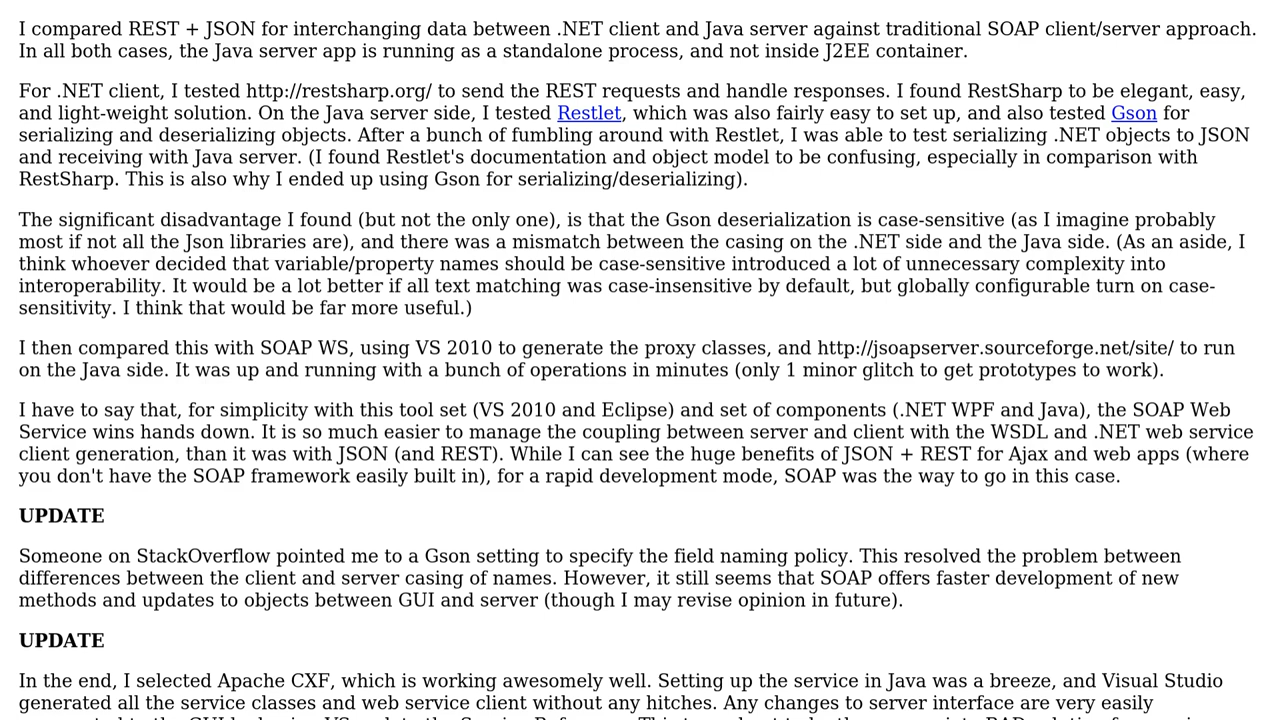 I compared REST + JSON for interchanging data between .NET client and Java server against traditional SOAP client/server approach.
In all both cases, the Java server app is running as a standalone process, and not inside J2EE container.
For .NET client, I tested http://restsharp.org/ to send the REST requests and handle responses. I found RestSharp to be elegant, easy,
and light-weight solution. On the Java server side, I tested Restlet, which was also fairly easy to set up, and also tested Gson for
serializing and deserializing objects. After a bunch of fumbling around with Restlet, I was able to test serializing .NET objects to JSON
and receiving with Java server. (I found Restlet's documentation and object model to be confusing, especially in comparison with
RestSharp. This is also why I ended up using Gson for serializing/deserializing).
The significant disadvantage I found (but not the only one), is that the Gson deserialization is case-sensitive (as I imagine probably
most if not all the Json libraries are), and there was a mismatch between the casing on the .NET side and the Java side. (As an aside, I
think whoever decided that variable/property names should be case-sensitive introduced a lot of unnecessary complexity into
interoperability. It would be a lot better if all text matching was case-insensitive by default, but globally configurable turn on case-
sensitivity. I think that would be far more useful.)
I then compared this with SOAP WS, using VS 2010 to generate the proxy classes, and http://jsoapserver.sourceforge.net/site/ to run
on the Java side. It was up and running with a bunch of operations in minutes (only 1 minor glitch to get prototypes to work).
I have to say that, for simplicity with this tool set (VS 2010 and Eclipse) and set of components (.NET WPF and Java), the SOAP Web
Service wins hands down. It is so much easier to manage the coupling between server and client with the WSDL and .NET web service
client generation, than it was with JSON (and REST). While I can see the huge benefits of JSON + REST for Ajax and web apps (where
you don't have the SOAP framework easily built in), for a rapid development mode, SOAP was the way to go in this case.
UPDATE
Someone on StackOverflow pointed me to a Gson setting to specify the field naming policy. This resolved the problem between
differences between the client and server casing of names. However, it still seems that SOAP offers faster development of new
methods and updates to objects between GUI and server (though I may revise opinion in future).
UPDATE
In the end, I selected Apache CXF, which is working awesomely well. Setting up the service in Java was a breeze, and Visual Studio
generated all the service classes and web service client without any hitches. Any changes to server interface are very easily